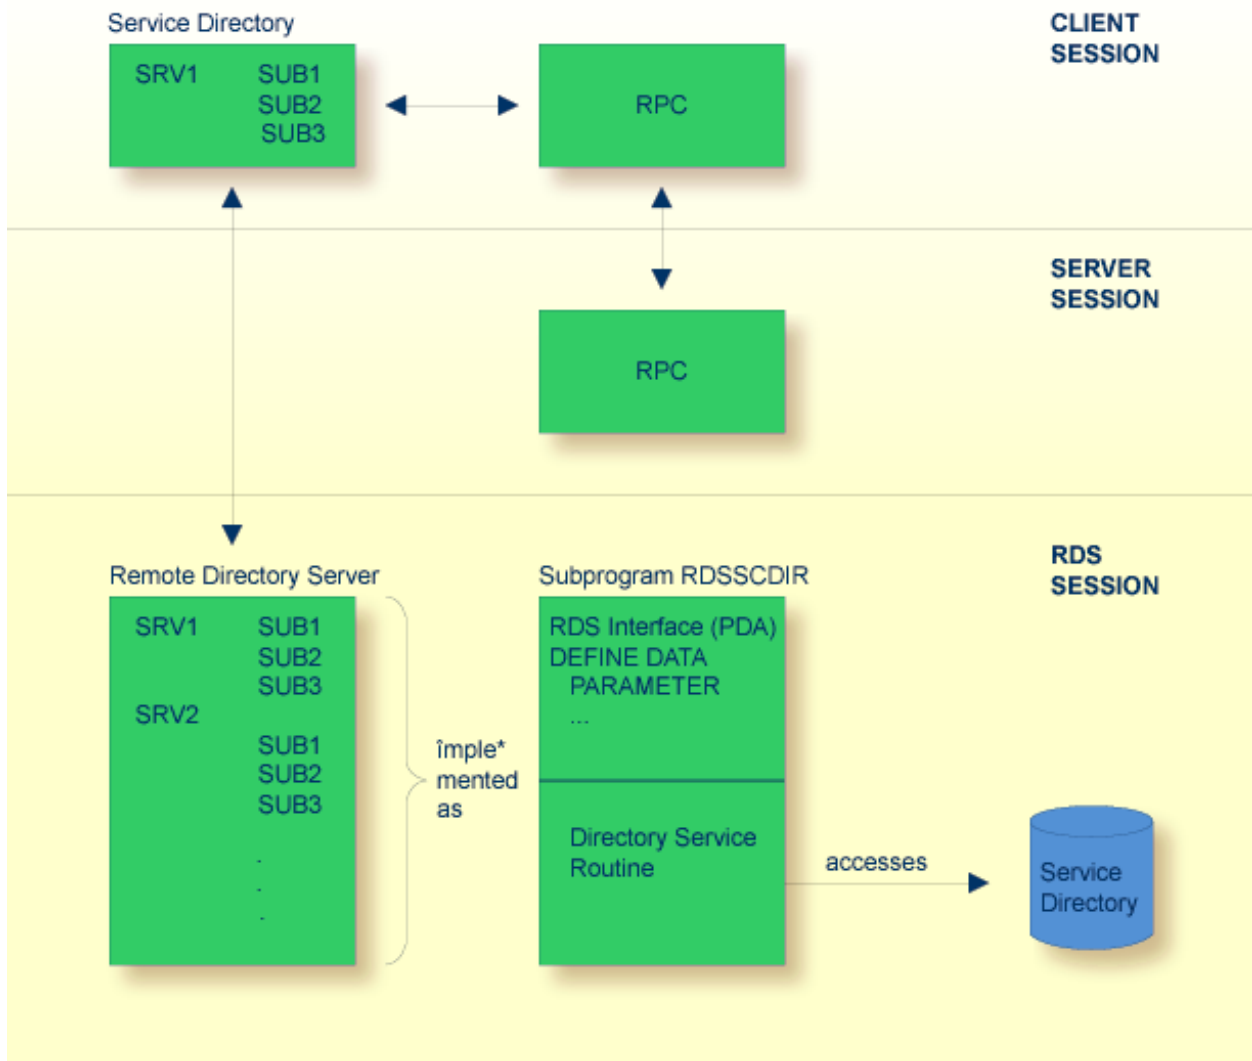 Service Directory
CLIENT
SESSION
SRV1 SUB1
SUB2
SUB3
RPC
SERVER
SESSION
RPC
RDS
SESSION
Remote Directory Server
SRV1 SUB1
SUB2
SUB3
SRV2
SUB1
SUB2
SUB3
.
.
.
împle*
mented
as
Subprogram RDSSCDIR
RDS Interface (PDA)
DEFINE DATA
PARAMETER
...
Directory Service
Routine
accesses
Service
Directory